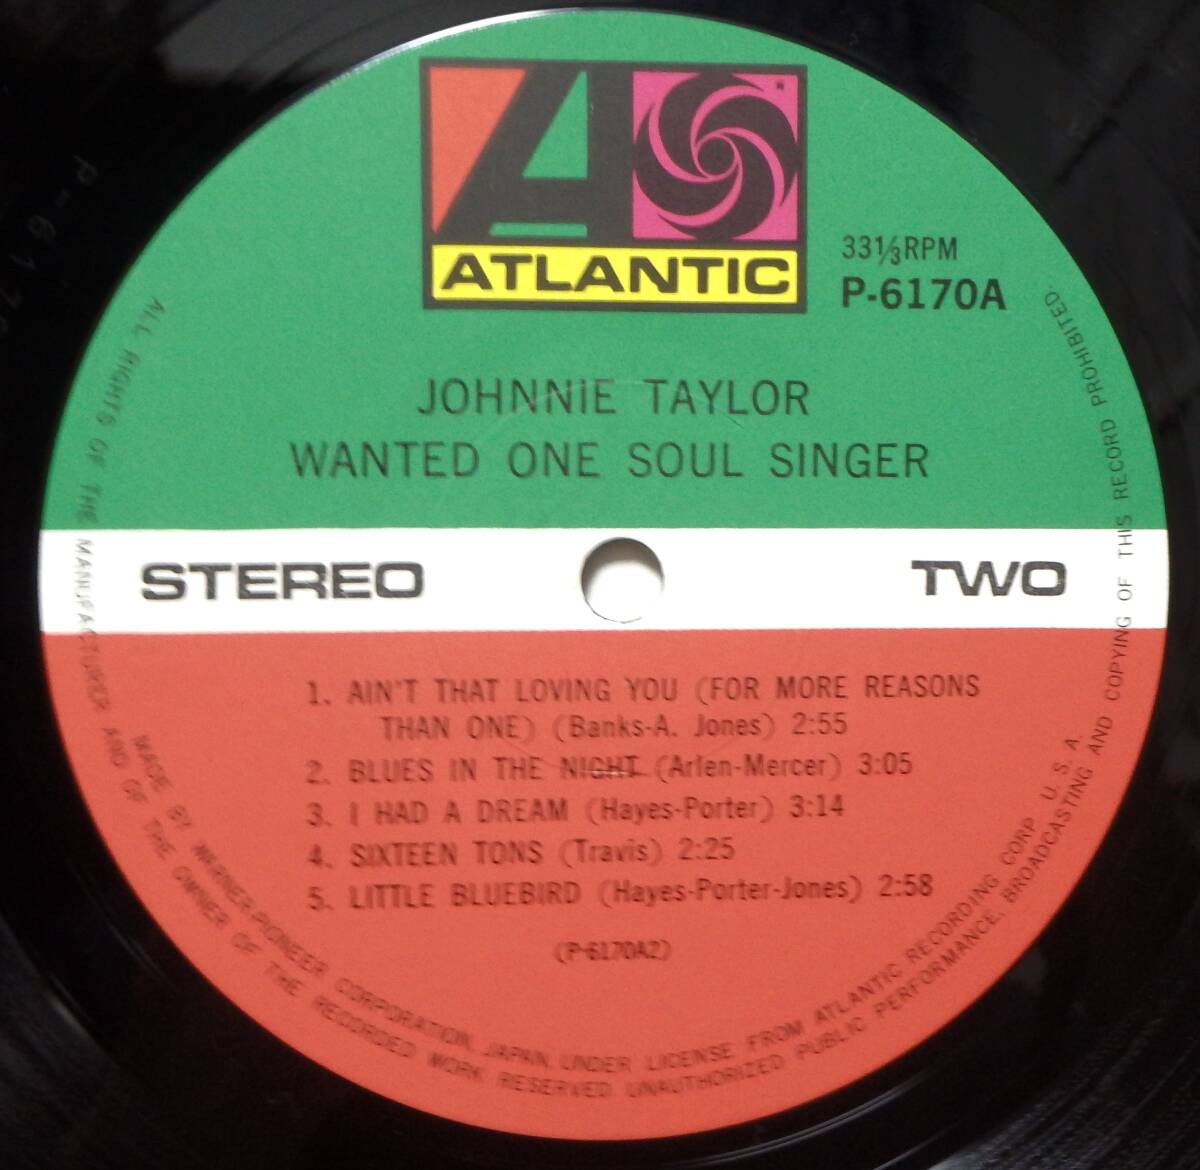 ATLANTIC
33⅓RPM
P-6170A
JOHNNIE TAYLOR
WANTED ONE SOUL SINGER
STEREO
TWO
1. AIN'T THAT LOVING YOU (FOR MORE REASONS
THAN ONE) (Banks-A. Jones) 2:55
2. BLUES IN THE NIGHT (Arlen-Mercer) 3:05
3. I HAD A DREAM (Hayes-Porter) 3:14
4. SIXTEEN TONS (Travis) 2:25
5. LITTLE BLUEBIRD (Hayes-Porter-Jones) 2:58
(P-6170A2)
MADE BY WARNER-PIONEER CORPORATION, JAPAN, UNDER LICENSE FROM ATLANTIC RECORDING CORP U. S. A.
ALL RIGHTS OF THE MANUFACTURER AND OF THE OWNER OF THE RECORDED WORK RESERVED UNAUTHORIZED PUBLIC PERFORMANCE, BROADCASTING AND COPYING OF THIS RECORD PROHIBITED.